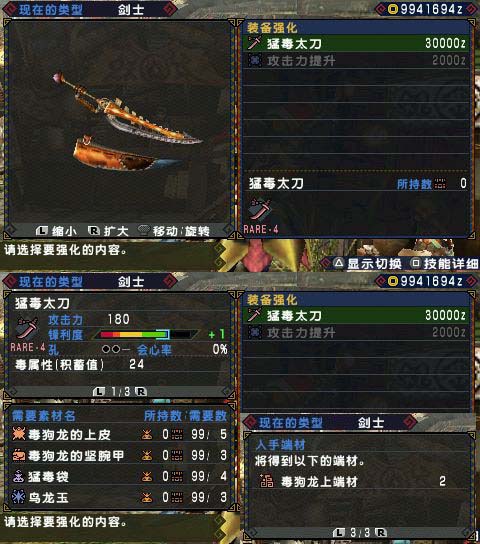 现在的类型 剑士
9941694z
装备强化
猛毒太刀 30000z
攻击力提升 2000z
猛毒太刀 所持数 0
RARE-4
L 缩小 R 扩大 移动/旋转
请选择要强化的内容。
△显示切换 □技能详细
现在的类型 剑士
9941694z
猛毒太刀
攻击力 180
锋利度 +1
RARE-4
孔 ○○— 会心率 0%
毒属性(积蓄值) 24
L 1/3 R
装备强化
猛毒太刀 30000z
攻击力提升 2000z
需要素材名 所持数/需要数
毒狗龙的上皮 0 99/ 5
毒狗龙的坚腕甲 0 99/ 3
猛毒袋 0 99/ 4
鸟龙玉 0 99/ 3
请选择要强化的内容。
现在的类型 剑士
入手端材
将得到以下的端材。
毒狗龙上端材 2
L 3/3 R